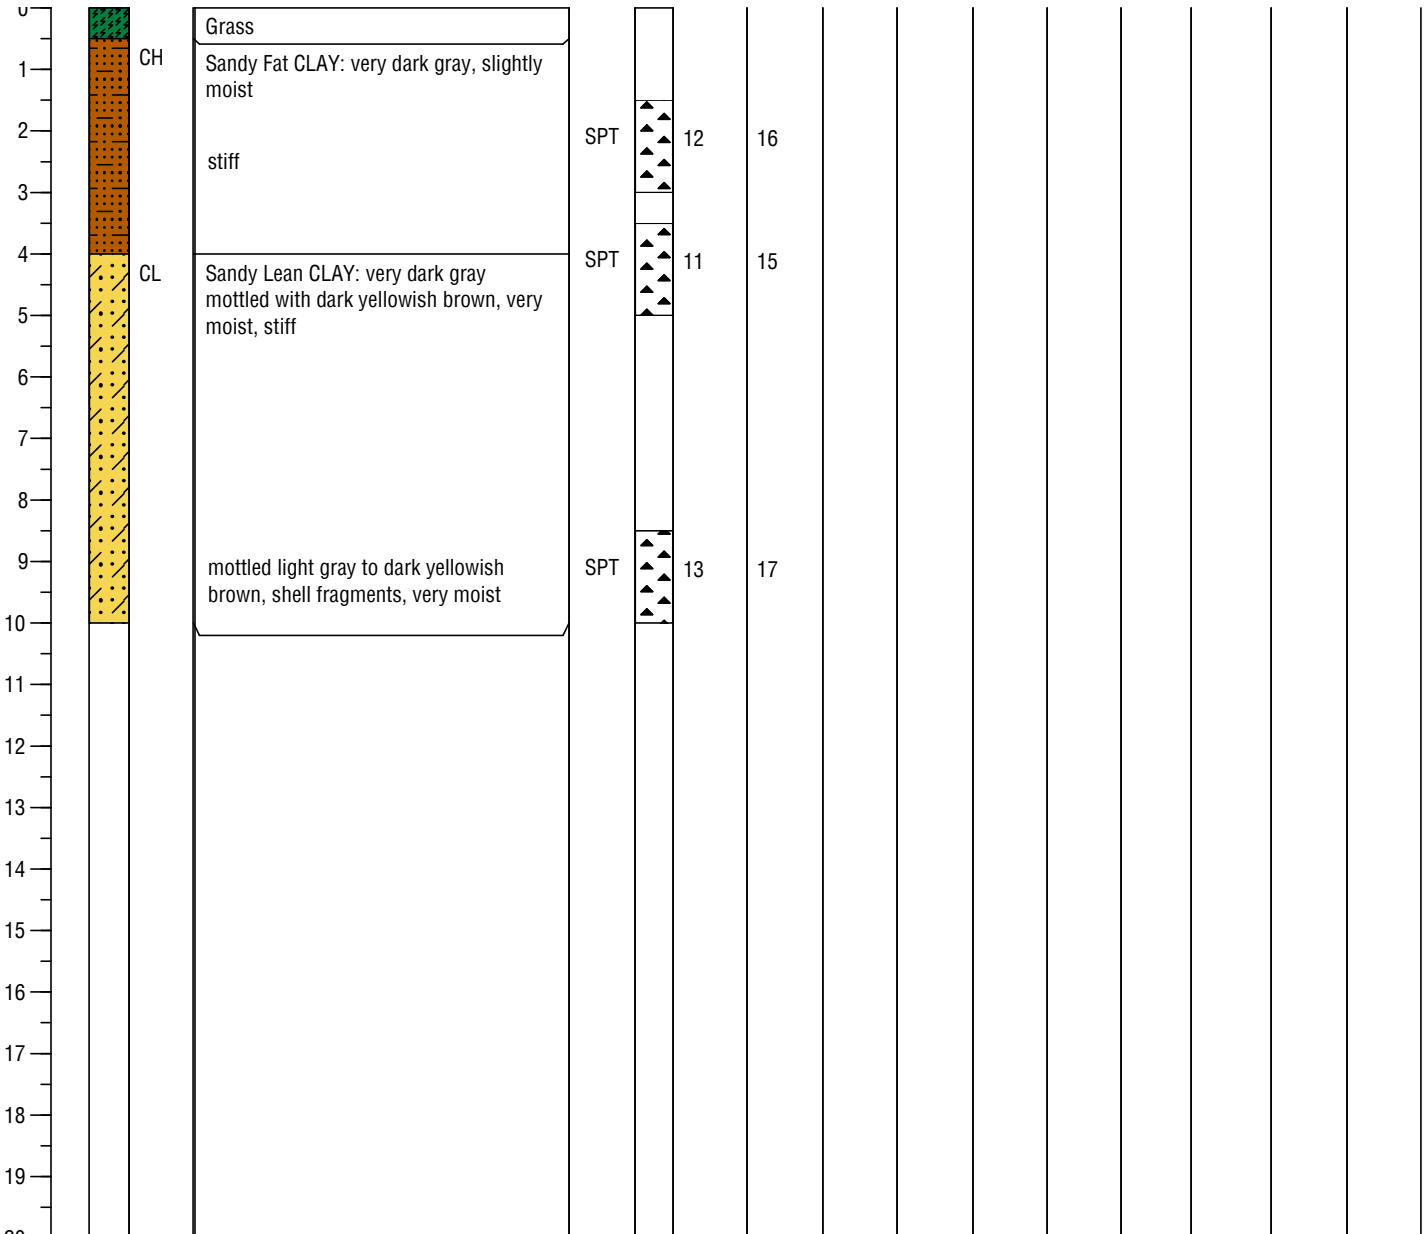 0
Grass
CH
Sandy Fat CLAY: very dark gray, slightly
moist
1
2
SPT
12
16
stiff
3
4
SPT
11
15
CL
Sandy Lean CLAY: very dark gray
mottled with dark yellowish brown, very
moist, stiff
5
6
7
8
9
mottled light gray to dark yellowish
brown, shell fragments, very moist
SPT
13
17
10
11
12
13
14
15
16
17
18
19